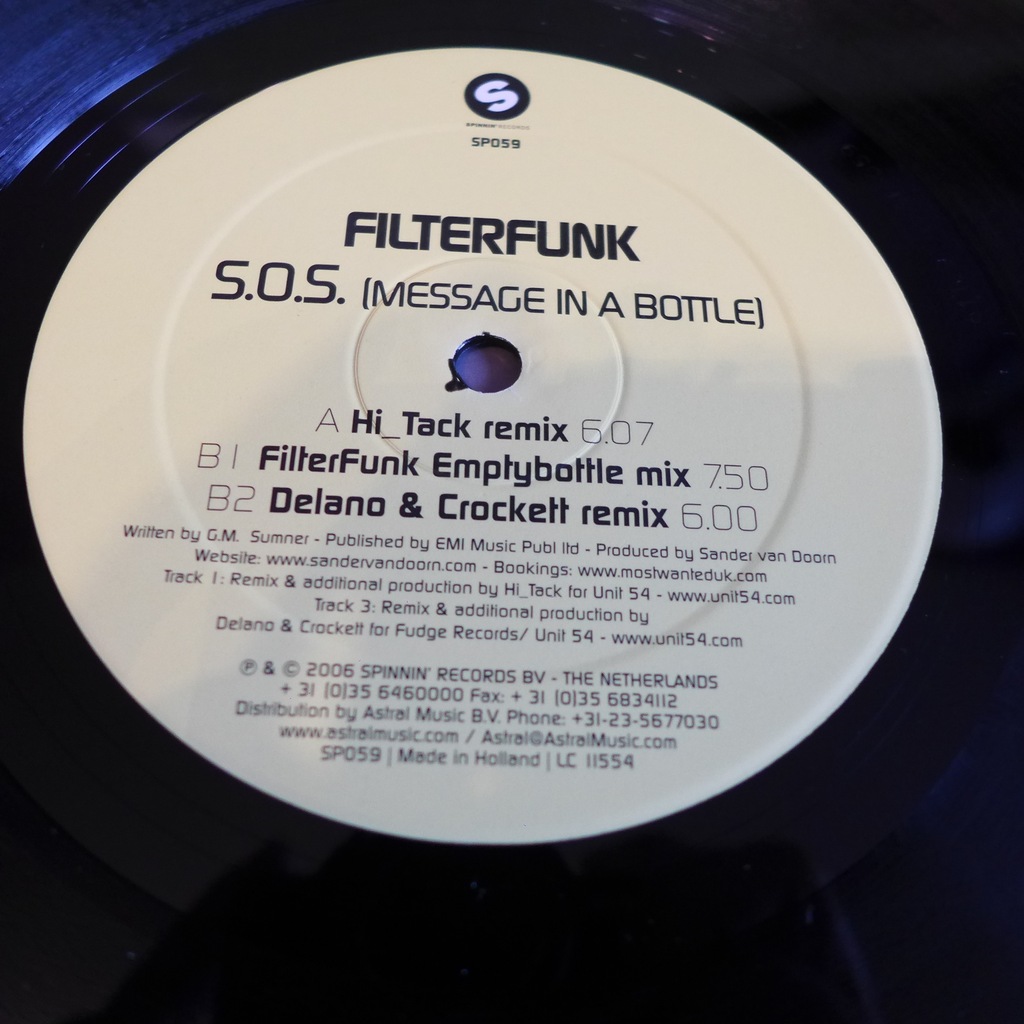 S
SPINNIN' RECORDS
SP059
FILTERFUNK
S.O.S. (MESSAGE IN A BOTTLE)
A Hi_Tack remix 6.07
B1 FilterFunk Emptybottle mix 7.50
B2 Delano & Crockett remix 6.00
Written by G.M. Sumner - Published by EMI Music Publ ltd - Produced by Sander van Doorn
Website: www.sandervandoorn.com - Bookings: www.mostwanteduk.com
Track 1: Remix & additional production by Hi_Tack for Unit 54 - www.unit54.com
Track 3: Remix & additional production by
Delano & Crockett for Fudge Records/ Unit 54 - www.unit54.com
℗ & © 2006 SPINNIN' RECORDS BV - THE NETHERLANDS
+ 31 (0)35 6460000 Fax: + 31 (0)35 6834112
Distribution by Astral Music B.V. Phone: +31-23-5677030
www.astralmusic.com / Astral@AstralMusic.com
SP059 | Made in Holland | LC 11554